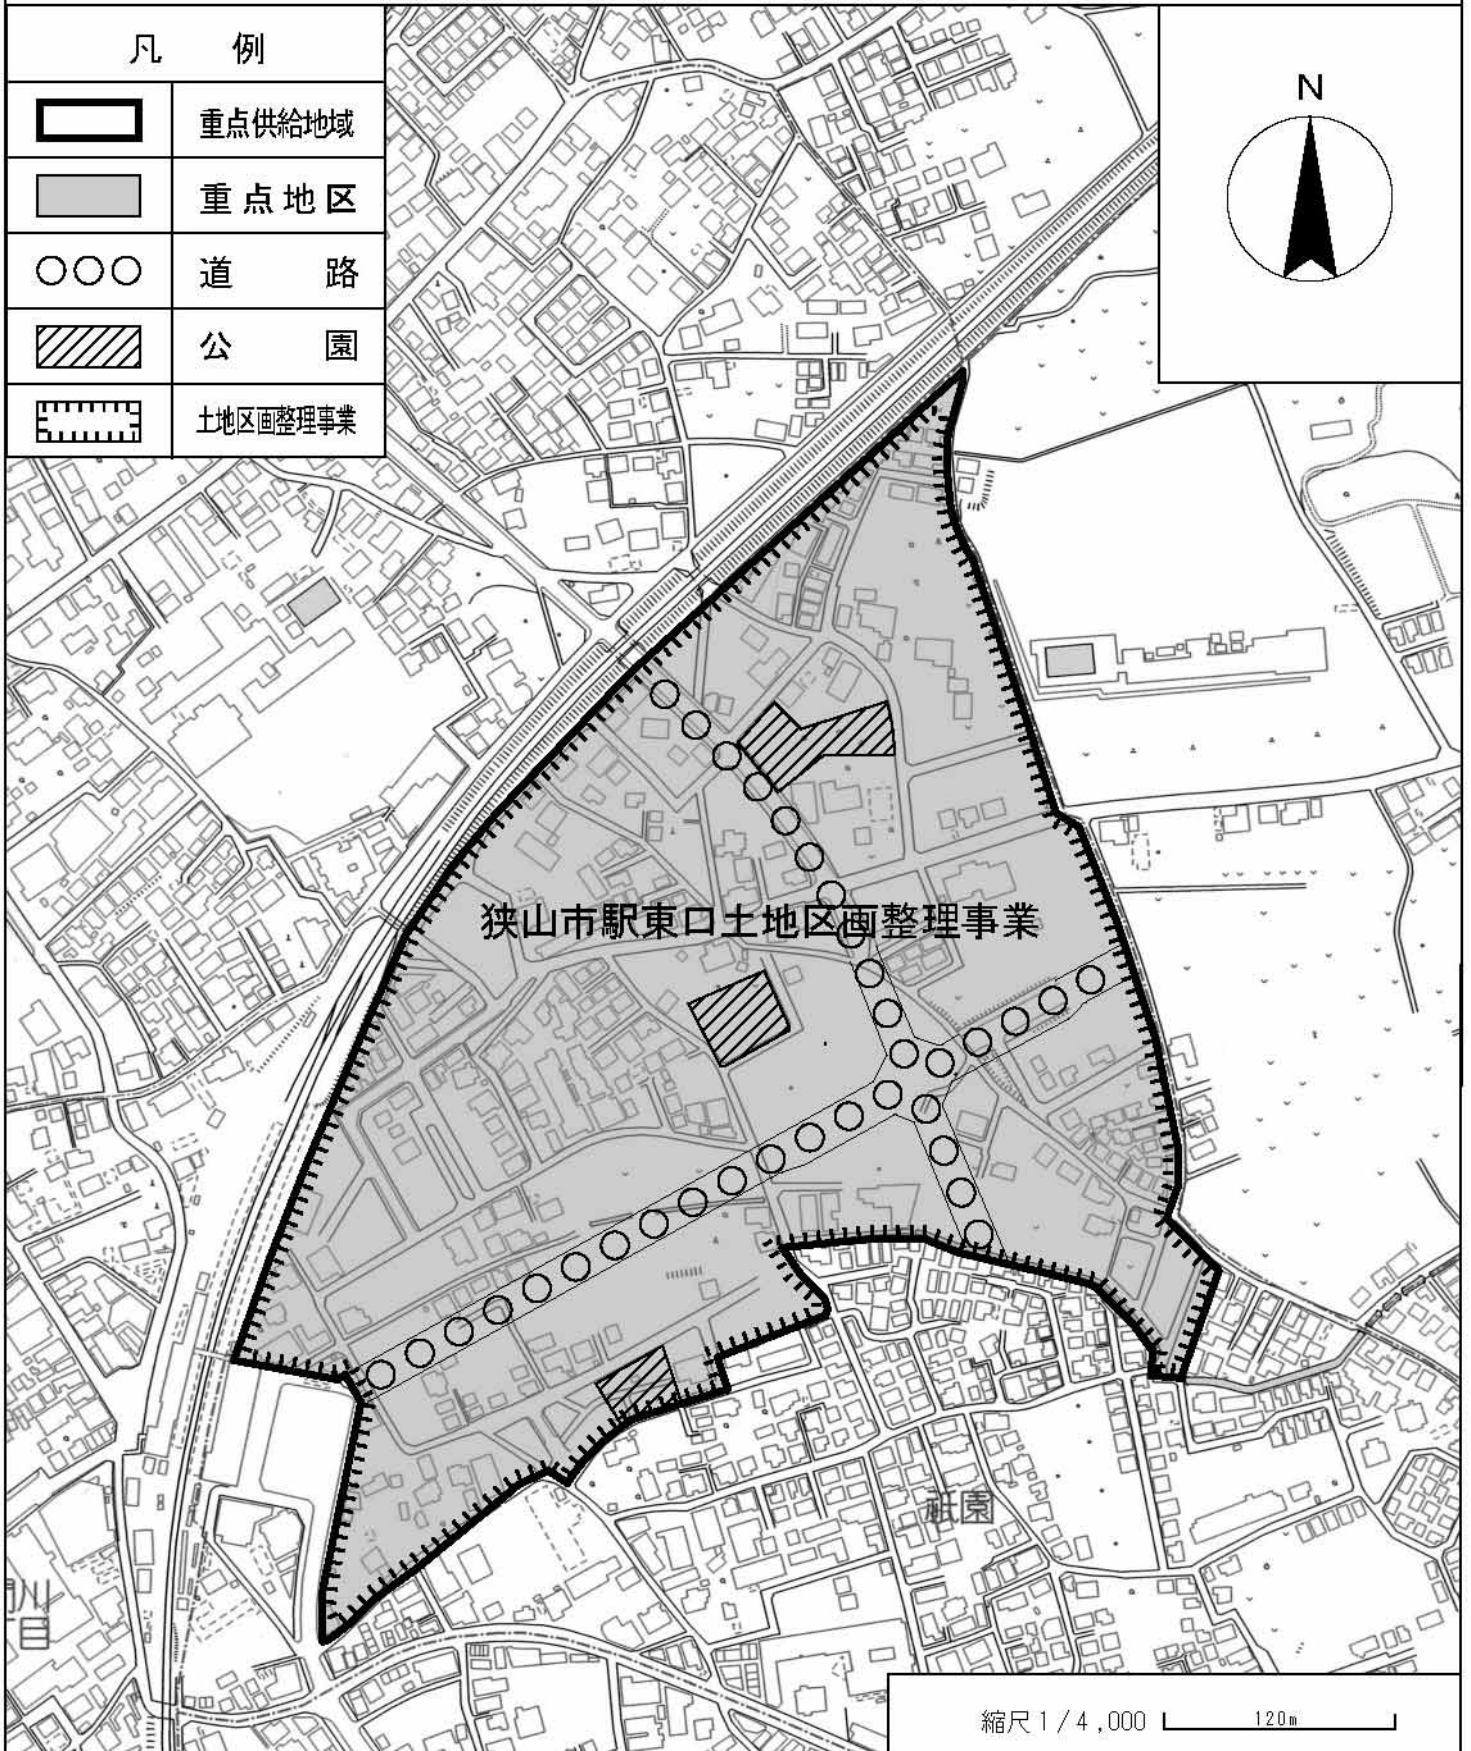 凡 例
重点供給地域
重点地区
道 路
公 園
土地区画整理事業
N
狭山市駅東口土地区画整理事業
祇園
縮尺1/4,000 120m